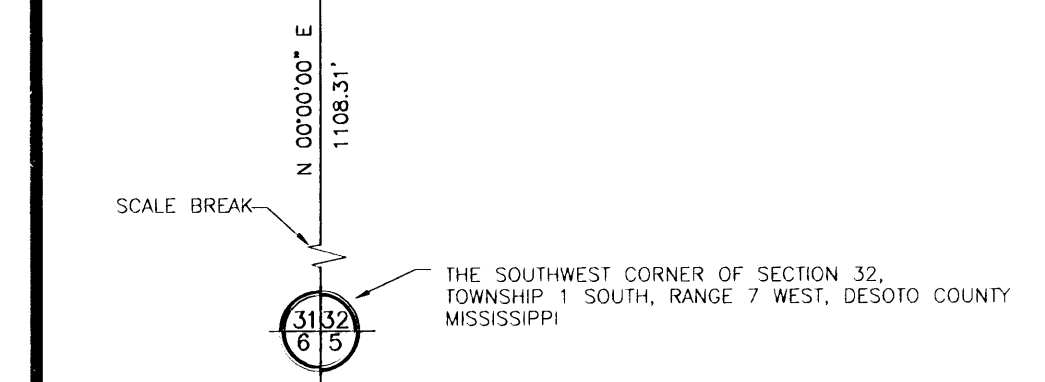 N 00°00'00" E
1108.31'
SCALE BREAK
THE SOUTHWEST CORNER OF SECTION 32,
TOWNSHIP 1 SOUTH, RANGE 7 WEST, DESOTO COUNTY
MISSISSIPPI
31 32
6 5